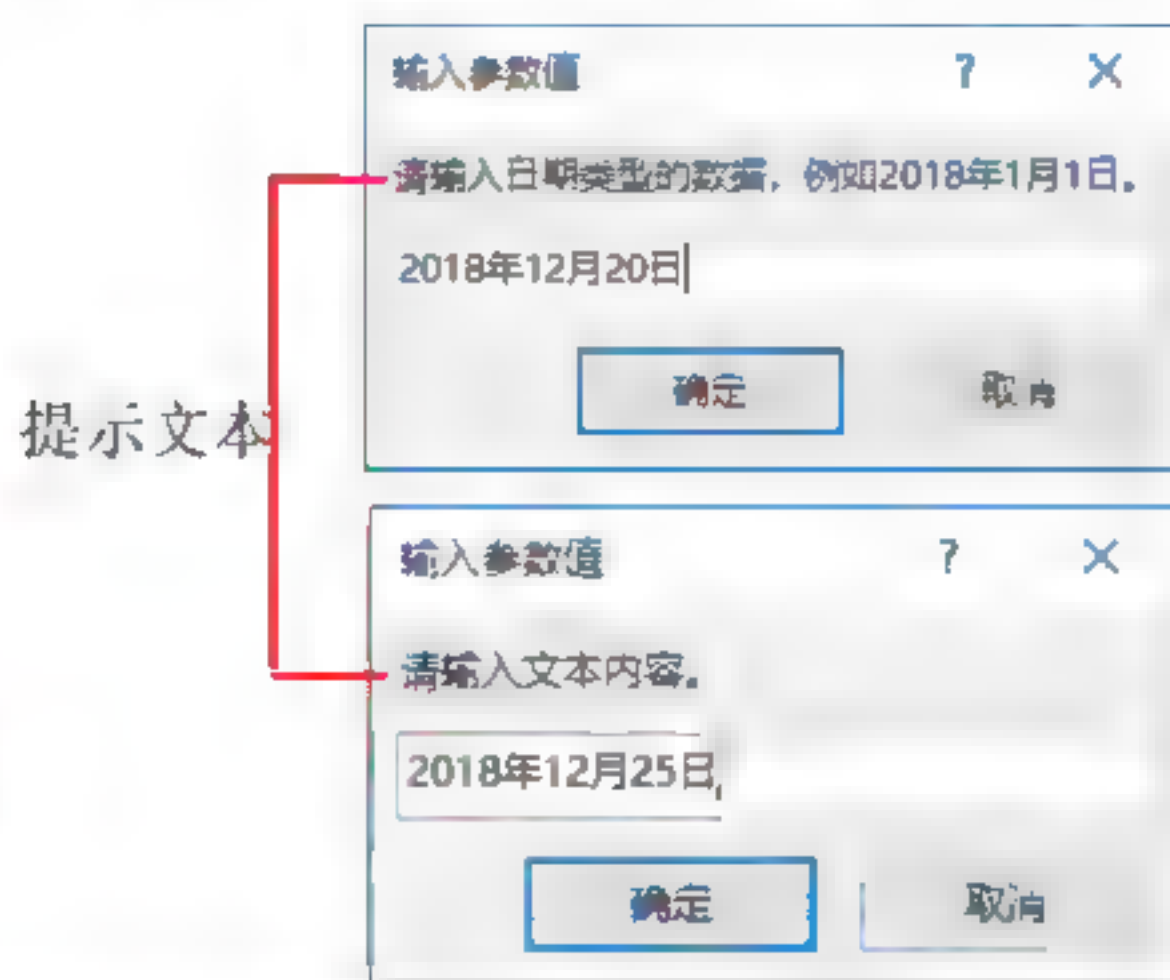 输入参数值 ? ×
请输入日期类型的数据，例如2018年1月1日。
2018年12月20日
确定 取消
提示文本
输入参数值 ? ×
请输入文本内容。
2018年12月25日
确定 取消